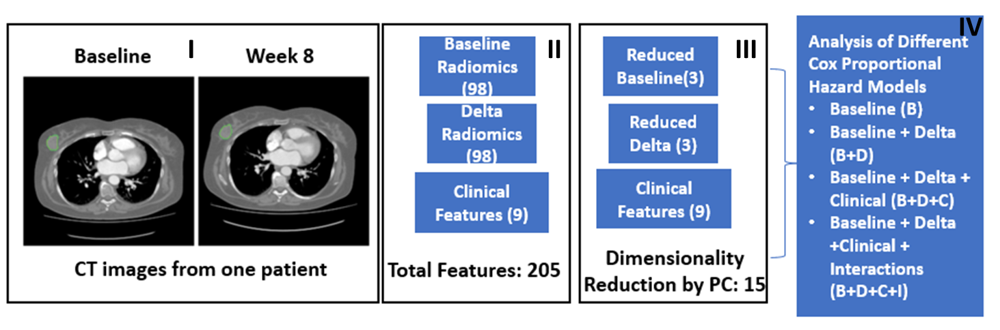 Baseline
I
Week 8
CT images from one patient
II
Baseline
Radiomics
(98)
Delta
Radiomics
(98)
Clinical
Features (9)
Total Features: 205
III
Reduced
Baseline(3)
Reduced
Delta (3)
Clinical
Features (9)
Dimensionality
Reduction by PC: 15
IV
Analysis of Different
Cox Proportional
Hazard Models
• Baseline (B)
• Baseline + Delta
(B+D)
• Baseline + Delta +
Clinical (B+D+C)
• Baseline + Delta
+Clinical +
Interactions
(B+D+C+I)